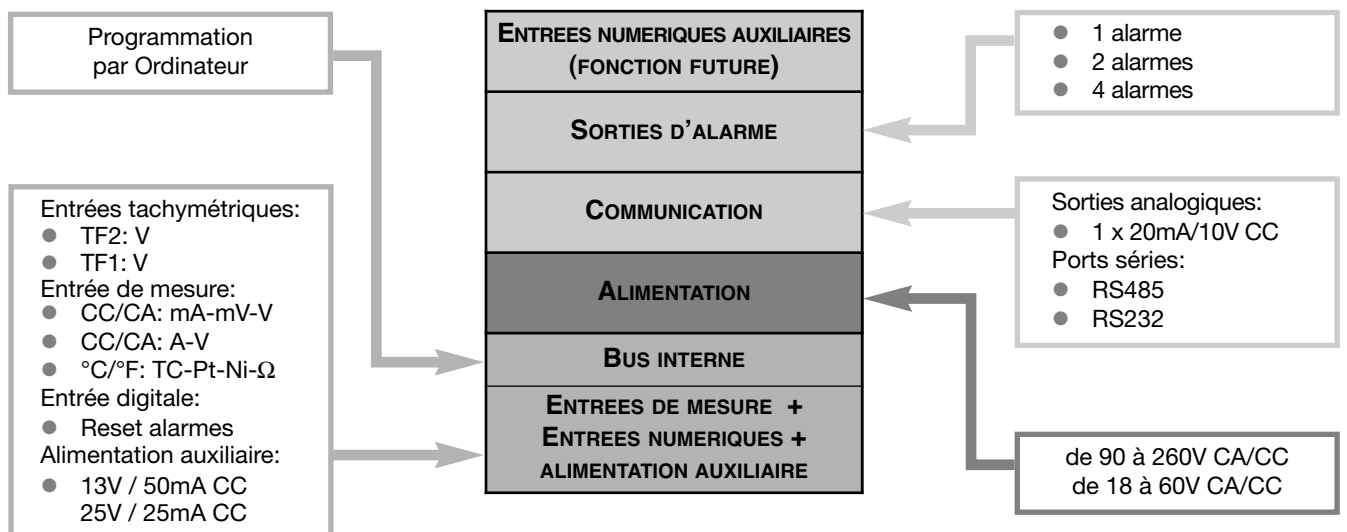 Programmation
par Ordinateur
Entrées tachymétriques:
● TF2: V
● TF1: V
Entrée de mesure:
● CC/CA: mA-mV-V
● CC/CA: A-V
● °C/°F: TC-Pt-Ni-Ω
Entrée digitale:
● Reset alarmes
Alimentation auxiliaire:
● 13V / 50mA CC
25V / 25mA CC
ENTREES NUMERIQUES AUXILIAIRES
(FONCTION FUTURE)
SORTIES D'ALARME
COMMUNICATION
ALIMENTATION
BUS INTERNE
ENTREES DE MESURE +
ENTREES NUMERIQUES +
ALIMENTATION AUXILIAIRE
● 1 alarme
● 2 alarmes
● 4 alarmes
Sorties analogiques:
● 1 x 20mA/10V CC
Ports séries:
● RS485
● RS232
de 90 à 260V CA/CC
de 18 à 60V CA/CC